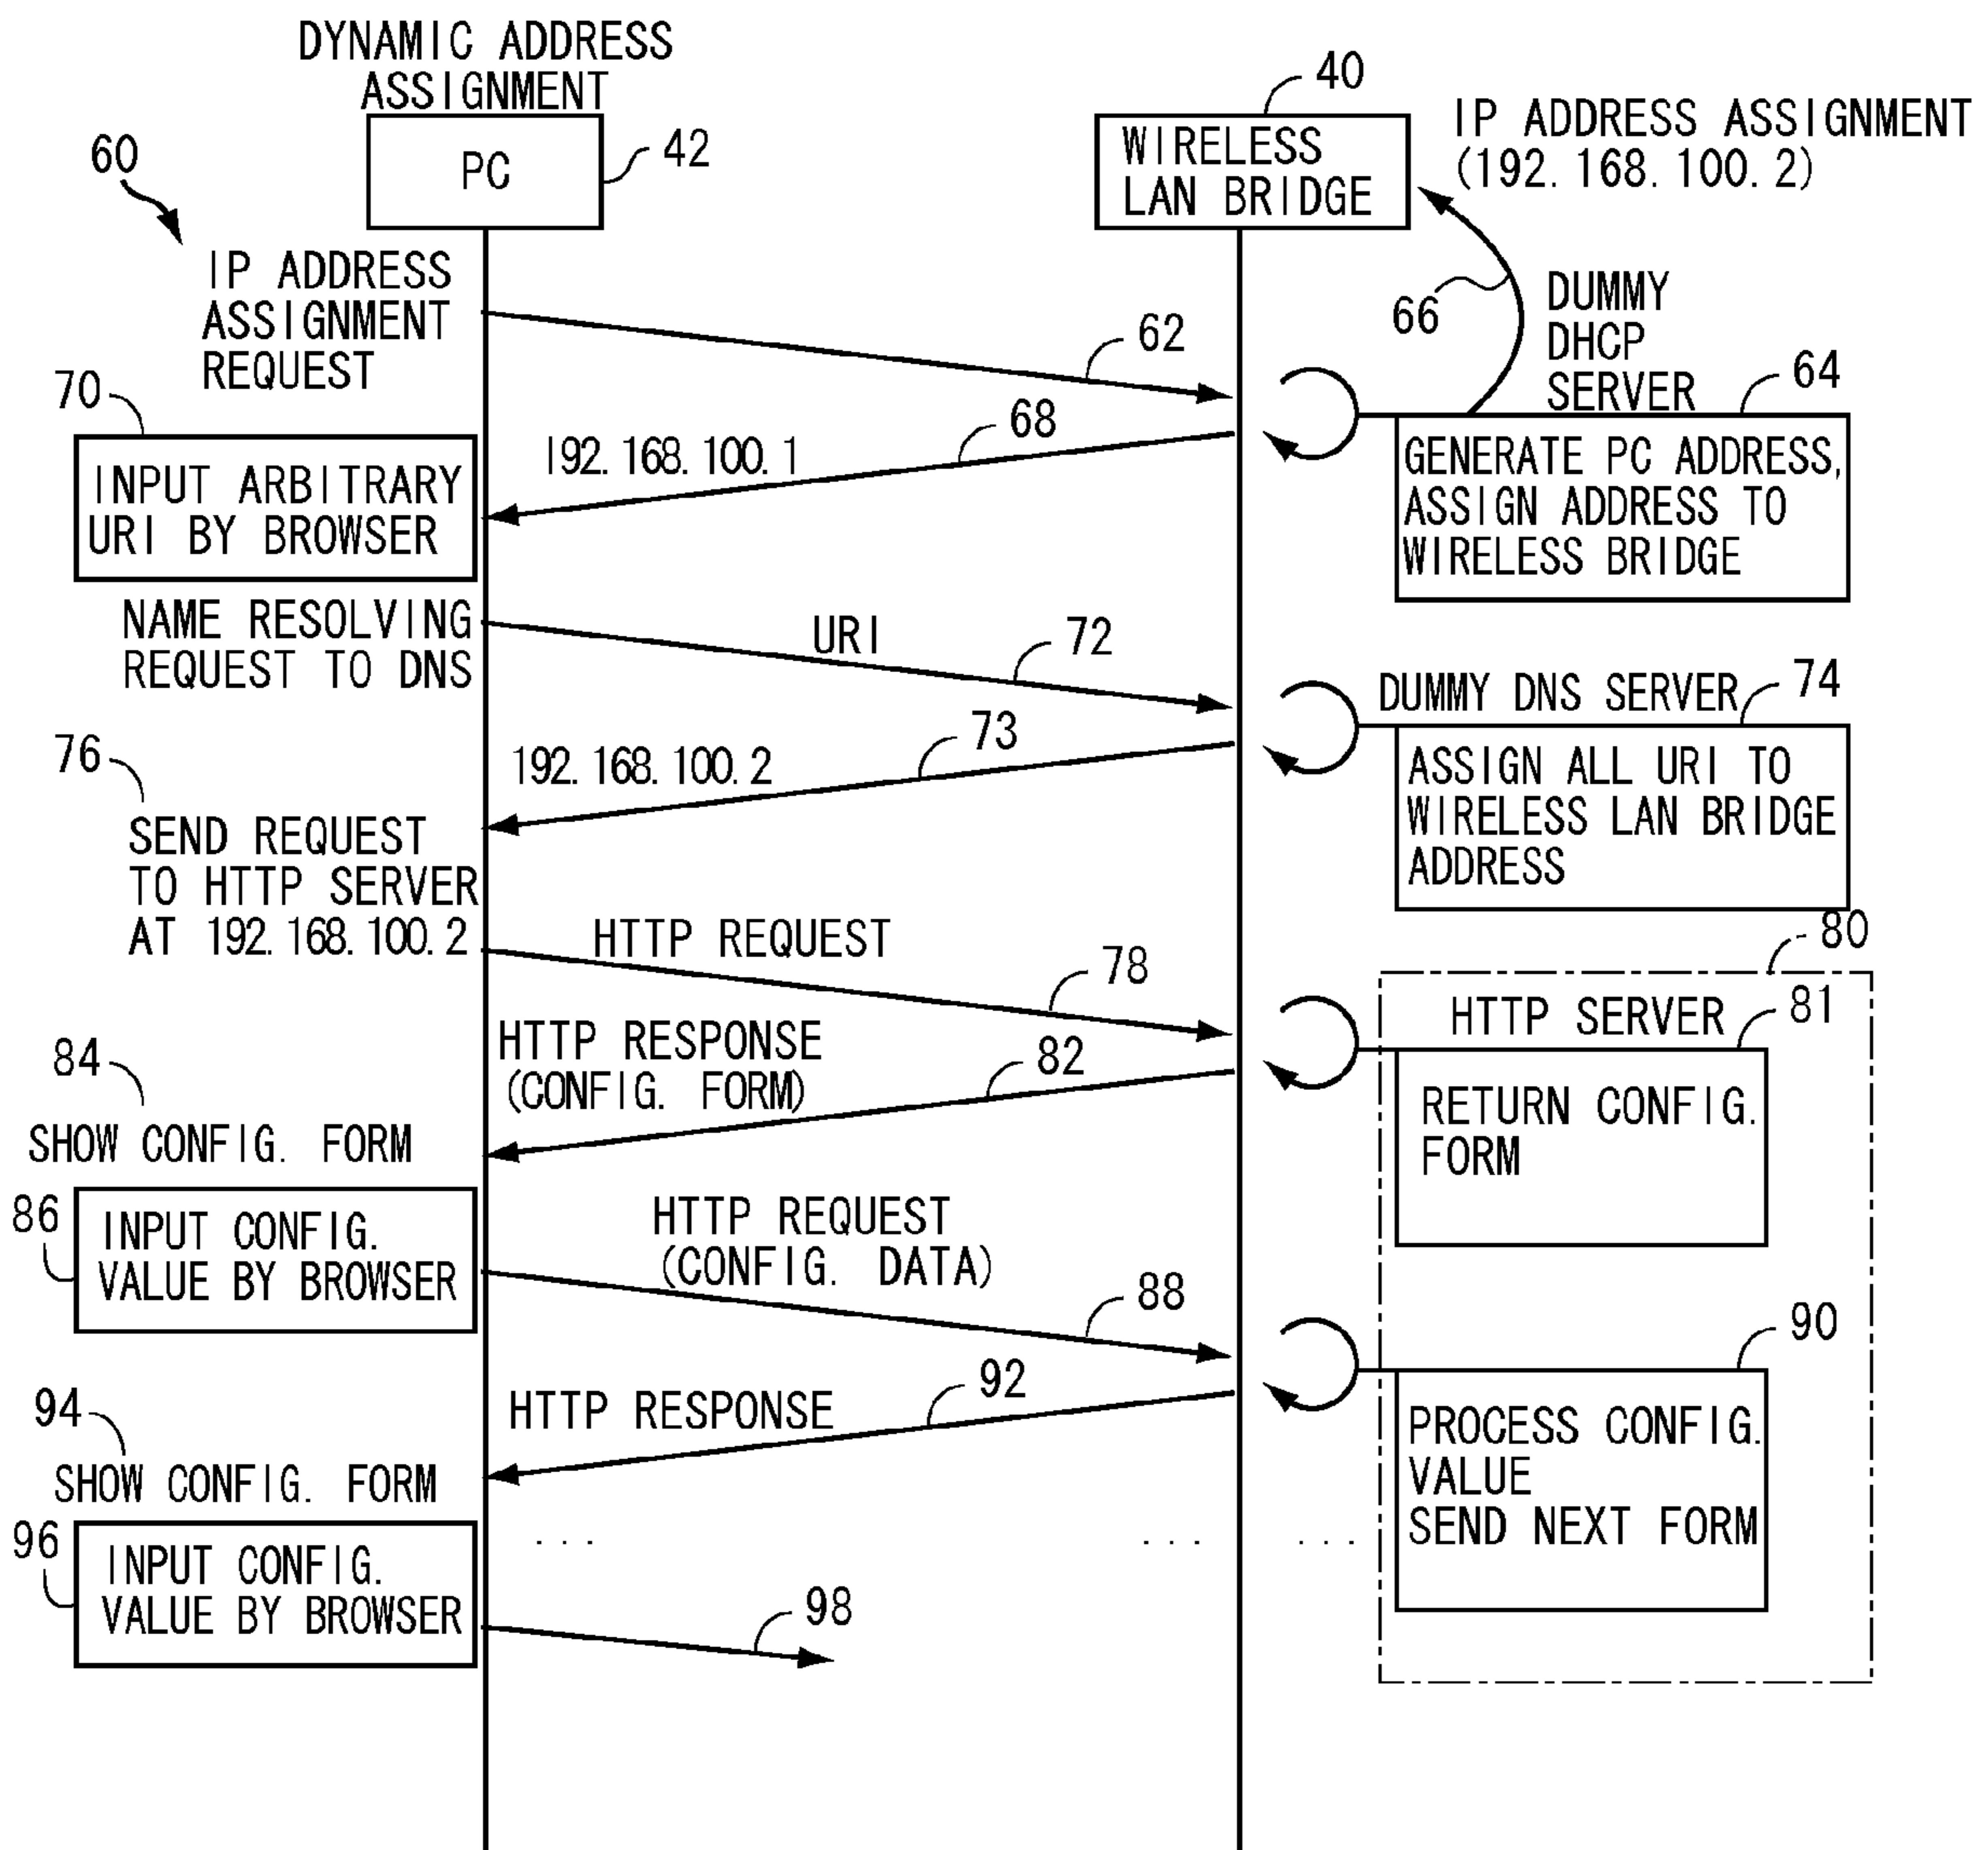 DYNAMIC ADDRESS
ASSIGNMENT
PC
42
60
WIRELESS
LAN BRIDGE
40
IP ADDRESS ASSIGNMENT
(192.168.100.2)
66
IP ADDRESS
ASSIGNMENT
REQUEST
62
DUMMY
DHCP
SERVER
64
GENERATE PC ADDRESS,
ASSIGN ADDRESS TO
WIRELESS BRIDGE
192.168.100.1
68
70
INPUT ARBITRARY
URI BY BROWSER
NAME RESOLVING
REQUEST TO DNS
URI
72
DUMMY DNS SERVER
74
ASSIGN ALL URI TO
WIRELESS LAN BRIDGE
ADDRESS
192.168.100.2
73
76
SEND REQUEST
TO HTTP SERVER
AT 192.168.100.2
HTTP REQUEST
78
80
HTTP SERVER
81
RETURN CONFIG.
FORM
HTTP RESPONSE
(CONFIG. FORM)
82
84
SHOW CONFIG. FORM
86
INPUT CONFIG.
VALUE BY BROWSER
HTTP REQUEST
(CONFIG. DATA)
88
90
PROCESS CONFIG.
VALUE
SEND NEXT FORM
HTTP RESPONSE
92
94
SHOW CONFIG. FORM
96
INPUT CONFIG.
VALUE BY BROWSER
... ... ...
98